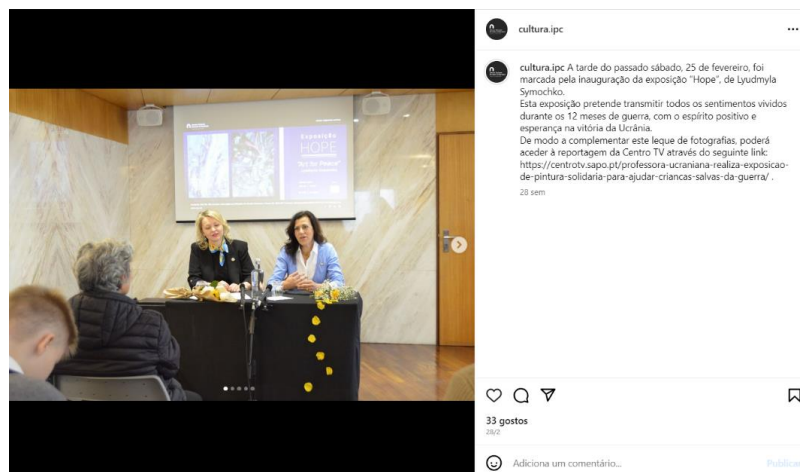 Exposição
HOPE
"Art for Peace"
cultura.ipc
cultura.ipc A tarde do passado sábado, 25 de fevereiro, foi
marcada pela inauguração da exposição "Hope", de Lyudmyla
Symochko.
Esta exposição pretende transmitir todos os sentimentos vividos
durante os 12 meses de guerra, com o espírito positivo e
esperança na vitória da Ucrânia.
De modo a complementar este leque de fotografias, poderá
aceder à reportagem da Centro TV através do seguinte link:
https://centrotv.sapo.pt/professora-ucraniana-realiza-exposicao-
de-pintura-solidaria-para-ajudar-criancas-salvas-da-guerra/ .
28 sem
33 gostos
28/2
Adiciona um comentário...
Publicar